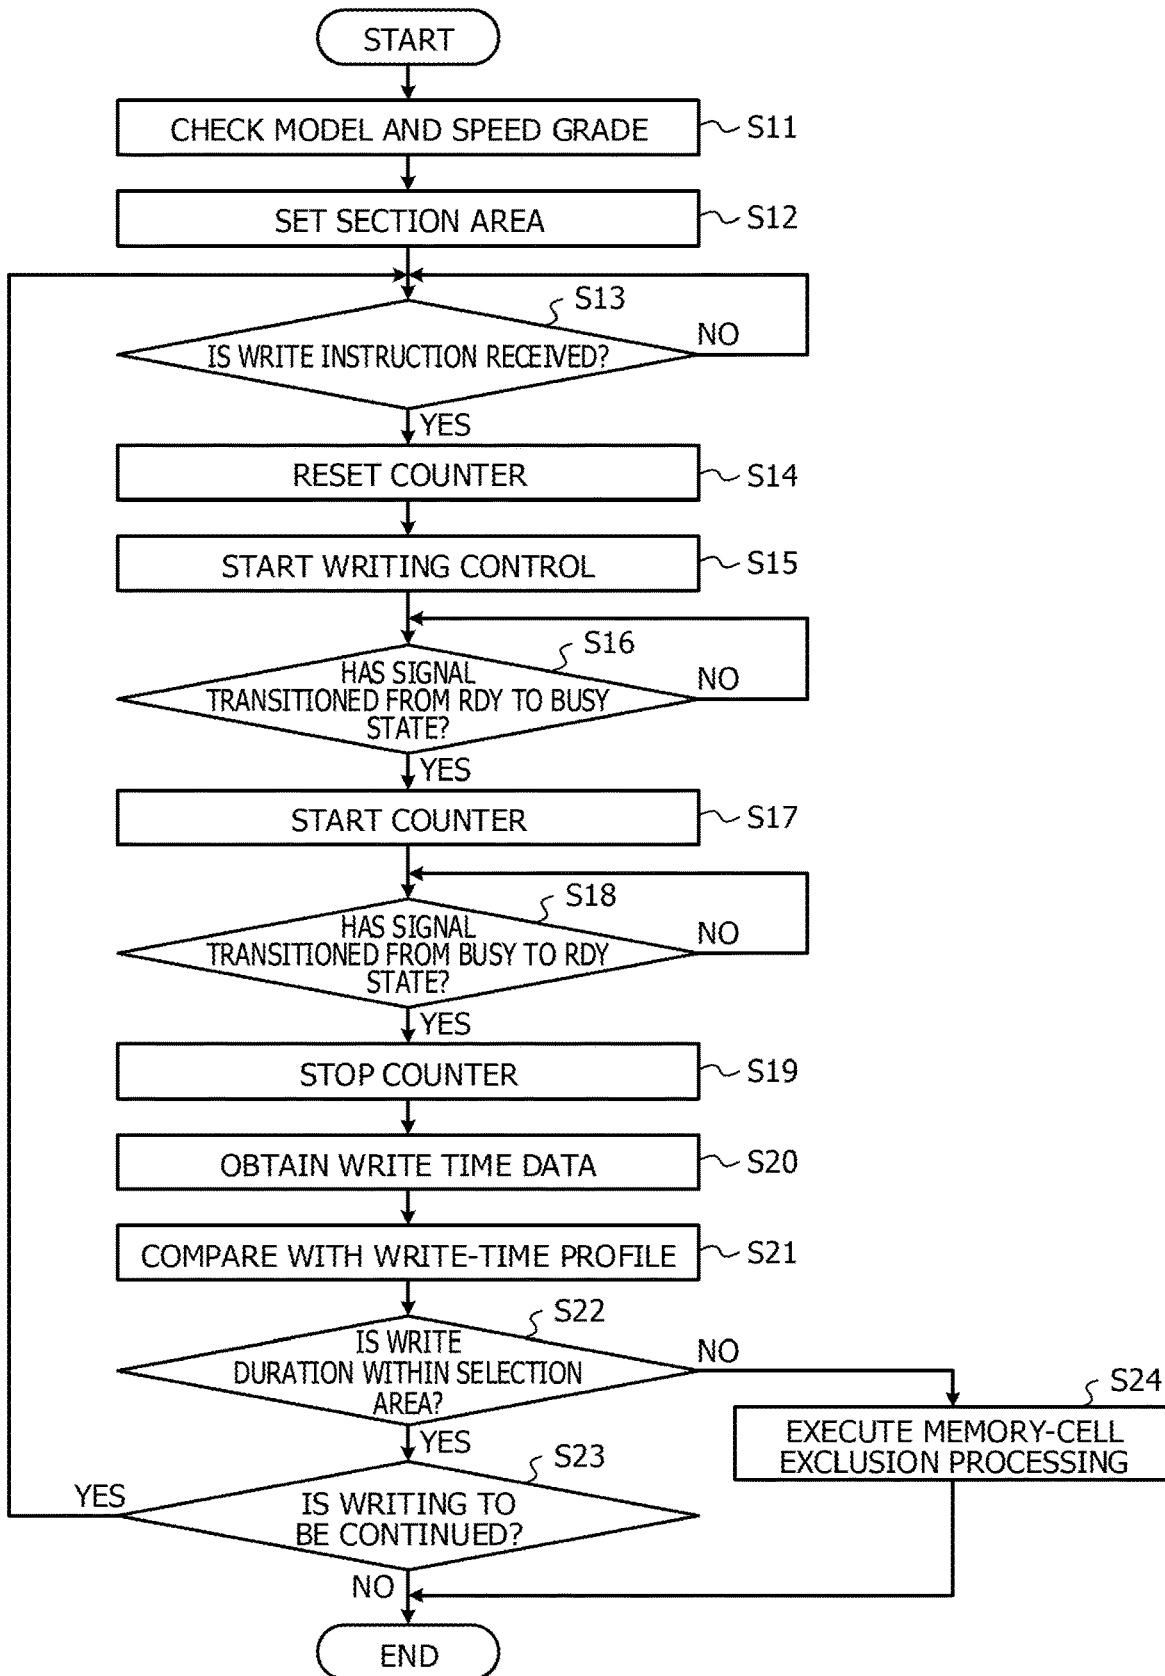 START
CHECK MODEL AND SPEED GRADE
S11
SET SECTION AREA
S12
S13
IS WRITE INSTRUCTION RECEIVED?
NO
YES
RESET COUNTER
S14
START WRITING CONTROL
S15
S16
HAS SIGNAL
TRANSITIONED FROM RDY TO BUSY
STATE?
NO
YES
START COUNTER
S17
S18
HAS SIGNAL
TRANSITIONED FROM BUSY TO RDY
STATE?
NO
YES
STOP COUNTER
S19
OBTAIN WRITE TIME DATA
S20
COMPARE WITH WRITE-TIME PROFILE
S21
S22
IS WRITE
DURATION WITHIN SELECTION
AREA?
NO
YES
S24
EXECUTE MEMORY-CELL
EXCLUSION PROCESSING
S23
IS WRITING TO
BE CONTINUED?
YES
NO
END